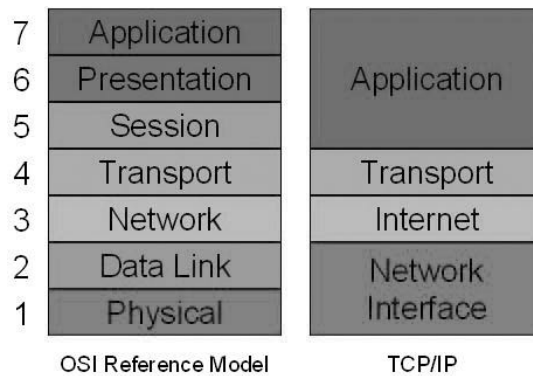 7 Application
6 Presentation
5 Session
4 Transport
3 Network
2 Data Link
1 Physical
OSI Reference Model
Application
Transport
Internet
Network
Interface
TCP/IP